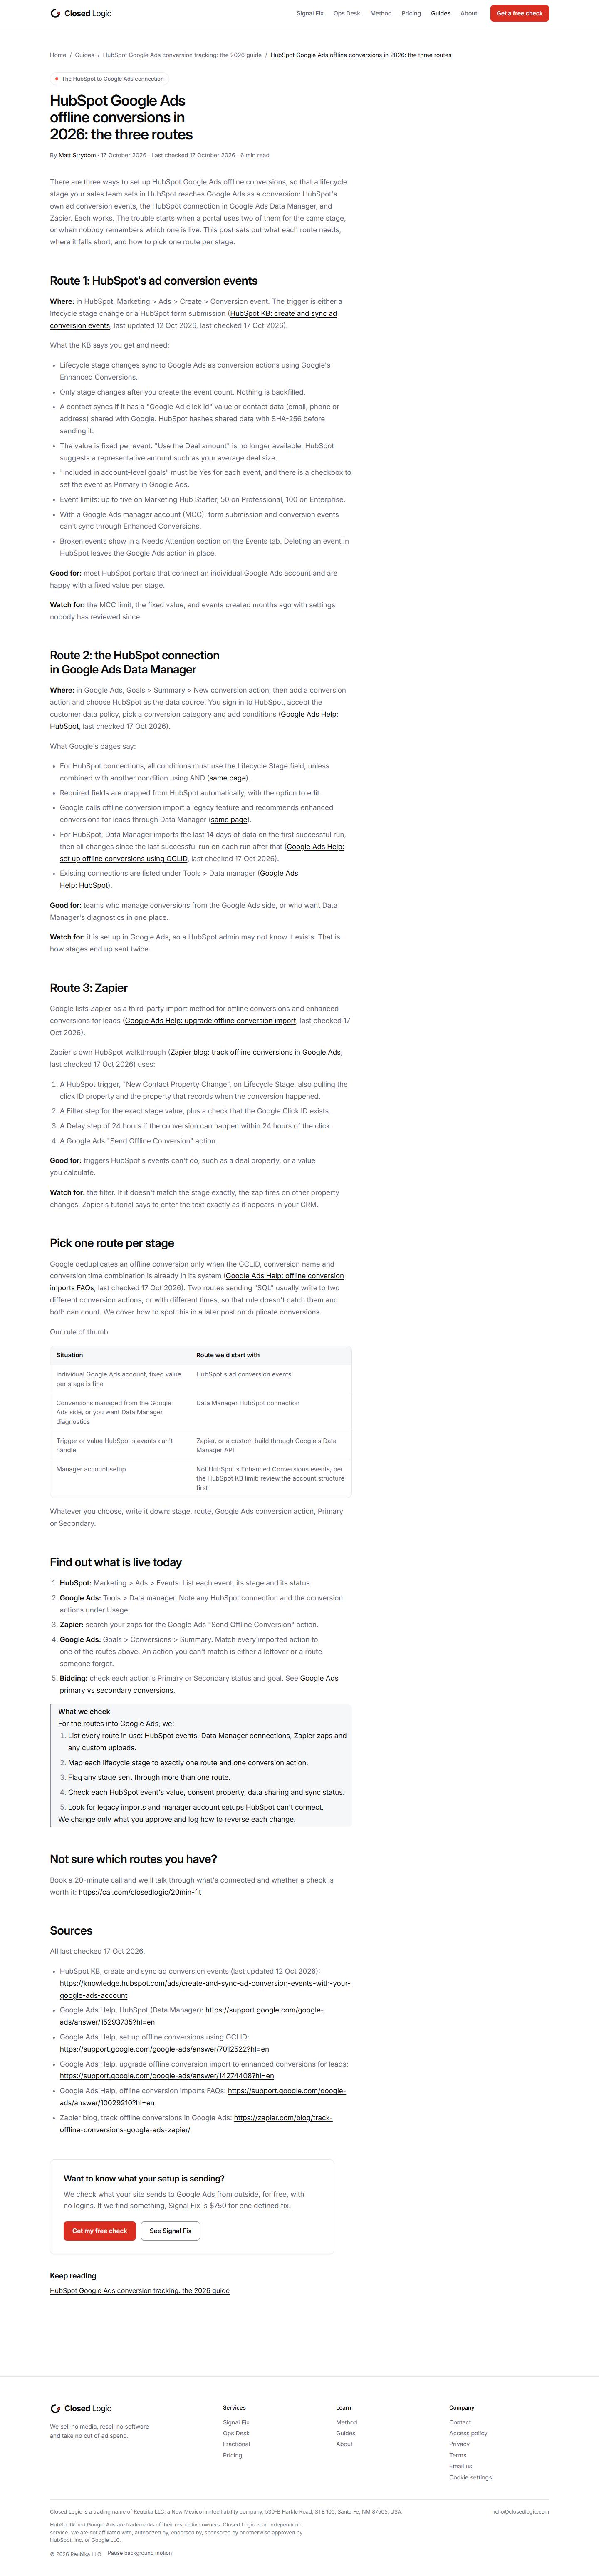 Closed Logic
Signal Fix Ops Desk Method Pricing Guides About Get a free check
Home / Guides / HubSpot Google Ads conversion tracking: the 2026 guide / HubSpot Google Ads offline conversions in 2026: the three routes
The HubSpot to Google Ads connection
HubSpot Google Ads
offline conversions in
2026: the three routes
By Matt Strydom · 17 October 2026 · Last checked 17 October 2026 · 6 min read
There are three ways to set up HubSpot Google Ads offline conversions, so that a lifecycle
stage your sales team sets in HubSpot reaches Google Ads as a conversion: HubSpot's
own ad conversion events, the HubSpot connection in Google Ads Data Manager, and
Zapier. Each works. The trouble starts when a portal uses two of them for the same stage,
or when nobody remembers which one is live. This post sets out what each route needs,
where it falls short, and how to pick one route per stage.
Route 1: HubSpot's ad conversion events
Where: in HubSpot, Marketing > Ads > Create > Conversion event. The trigger is either a
lifecycle stage change or a HubSpot form submission (HubSpot KB: create and sync ad
conversion events, last updated 12 Oct 2026, last checked 17 Oct 2026).
What the KB says you get and need:
• Lifecycle stage changes sync to Google Ads as conversion actions using Google's
Enhanced Conversions.
• Only stage changes after you create the event count. Nothing is backfilled.
• A contact syncs if it has a "Google Ad click id" value or contact data (email, phone or
address) shared with Google. HubSpot hashes shared data with SHA-256 before
sending it.
• The value is fixed per event. "Use the Deal amount" is no longer available; HubSpot
suggests a representative amount such as your average deal size.
• "Included in account-level goals" must be Yes for each event, and there is a checkbox to
set the event as Primary in Google Ads.
• Event limits: up to five on Marketing Hub Starter, 50 on Professional, 100 on Enterprise.
• With a Google Ads manager account (MCC), form submission and conversion events
can't sync through Enhanced Conversions.
• Broken events show in a Needs Attention section on the Events tab. Deleting an event in
HubSpot leaves the Google Ads action in place.
Good for: most HubSpot portals that connect an individual Google Ads account and are
happy with a fixed value per stage.
Watch for: the MCC limit, the fixed value, and events created months ago with settings
nobody has reviewed since.
Route 2: the HubSpot connection
in Google Ads Data Manager
Where: in Google Ads, Goals > Summary > New conversion action, then add a conversion
action and choose HubSpot as the data source. You sign in to HubSpot, accept the
customer data policy, pick a conversion category and add conditions (Google Ads Help:
HubSpot, last checked 17 Oct 2026).
What Google's pages say:
• For HubSpot connections, all conditions must use the Lifecycle Stage field, unless
combined with another condition using AND (same page).
• Required fields are mapped from HubSpot automatically, with the option to edit.
• Google calls offline conversion import a legacy feature and recommends enhanced
conversions for leads through Data Manager (same page).
• For HubSpot, Data Manager imports the last 14 days of data on the first successful run,
then all changes since the last successful run on each run after that (Google Ads Help:
set up offline conversions using GCLID, last checked 17 Oct 2026).
• Existing connections are listed under Tools > Data manager (Google Ads
Help: HubSpot).
Good for: teams who manage conversions from the Google Ads side, or who want Data
Manager's diagnostics in one place.
Watch for: it is set up in Google Ads, so a HubSpot admin may not know it exists. That is
how stages end up sent twice.
Route 3: Zapier
Google lists Zapier as a third-party import method for offline conversions and enhanced
conversions for leads (Google Ads Help: upgrade offline conversion import, last checked 17
Oct 2026).
Zapier's own HubSpot walkthrough (Zapier blog: track offline conversions in Google Ads,
last checked 17 Oct 2026) uses:
1. A HubSpot trigger, "New Contact Property Change", on Lifecycle Stage, also pulling the
click ID property and the property that records when the conversion happened.
2. A Filter step for the exact stage value, plus a check that the Google Click ID exists.
3. A Delay step of 24 hours if the conversion can happen within 24 hours of the click.
4. A Google Ads "Send Offline Conversion" action.
Good for: triggers HubSpot's events can't do, such as a deal property, or a value
you calculate.
Watch for: the filter. If it doesn't match the stage exactly, the zap fires on other property
changes. Zapier's tutorial says to enter the text exactly as it appears in your CRM.
Pick one route per stage
Google deduplicates an offline conversion only when the GCLID, conversion name and
conversion time combination is already in its system (Google Ads Help: offline conversion
imports FAQs, last checked 17 Oct 2026). Two routes sending "SQL" usually write to two
different conversion actions, or with different times, so that rule doesn't catch them and
both can count. We cover how to spot this in a later post on duplicate conversions.
Our rule of thumb:
Situation Route we'd start with
Individual Google Ads account, fixed value
per stage is fine
HubSpot's ad conversion events
Conversions managed from the Google
Ads side, or you want Data Manager
diagnostics
Data Manager HubSpot connection
Trigger or value HubSpot's events can't
handle
Zapier, or a custom build through Google's Data
Manager API
Manager account setup
Not HubSpot's Enhanced Conversions events, per
the HubSpot KB limit; review the account structure
first
Whatever you choose, write it down: stage, route, Google Ads conversion action, Primary
or Secondary.
Find out what is live today
1. HubSpot: Marketing > Ads > Events. List each event, its stage and its status.
2. Google Ads: Tools > Data manager. Note any HubSpot connection and the conversion
actions under Usage.
3. Zapier: search your zaps for the Google Ads "Send Offline Conversion" action.
4. Google Ads: Goals > Conversions > Summary. Match every imported action to
one of the routes above. An action you can't match is either a leftover or a route
someone forgot.
5. Bidding: check each action's Primary or Secondary status and goal. See Google Ads
primary vs secondary conversions.
What we check
For the routes into Google Ads, we:
1. List every route in use: HubSpot events, Data Manager connections, Zapier zaps and
any custom uploads.
2. Map each lifecycle stage to exactly one route and one conversion action.
3. Flag any stage sent through more than one route.
4. Check each HubSpot event's value, consent property, data sharing and sync status.
5. Look for legacy imports and manager account setups HubSpot can't connect.
We change only what you approve and log how to reverse each change.
Not sure which routes you have?
Book a 20-minute call and we'll talk through what's connected and whether a check is
worth it: https://cal.com/closedlogic/20min-fit
Sources
All last checked 17 Oct 2026.
• HubSpot KB, create and sync ad conversion events (last updated 12 Oct 2026):
https://knowledge.hubspot.com/ads/create-and-sync-ad-conversion-events-with-your-
google-ads-account
• Google Ads Help, HubSpot (Data Manager): https://support.google.com/google-
ads/answer/15293735?hl=en
• Google Ads Help, set up offline conversions using GCLID:
https://support.google.com/google-ads/answer/7012522?hl=en
• Google Ads Help, upgrade offline conversion import to enhanced conversions for leads:
https://support.google.com/google-ads/answer/14274408?hl=en
• Google Ads Help, offline conversion imports FAQs: https://support.google.com/google-
ads/answer/10029210?hl=en
• Zapier blog, track offline conversions in Google Ads: https://zapier.com/blog/track-
offline-conversions-google-ads-zapier/
Want to know what your setup is sending?
We check what your site sends to Google Ads from outside, for free, with
no logins. If we find something, Signal Fix is $750 for one defined fix.
Get my free check See Signal Fix
Keep reading
HubSpot Google Ads conversion tracking: the 2026 guide
Closed Logic
We sell no media, resell no software
and take no cut of ad spend.
Services
Signal Fix
Ops Desk
Fractional
Pricing
Learn
Method
Guides
About
Company
Contact
Access policy
Privacy
Terms
Email us
Cookie settings
Closed Logic is a trading name of Reubika LLC, a New Mexico limited liability company. 530-B Harkle Road, STE 100, Santa Fe, NM 87505, USA.
hello@closedlogic.com
HubSpot® and Google Ads are trademarks of their respective owners. Closed Logic is an independent
service. We are not affiliated with, authorized by, endorsed by, sponsored by or otherwise approved by
HubSpot, Inc. or Google LLC.
© 2026 Reubika LLC Pause background motion